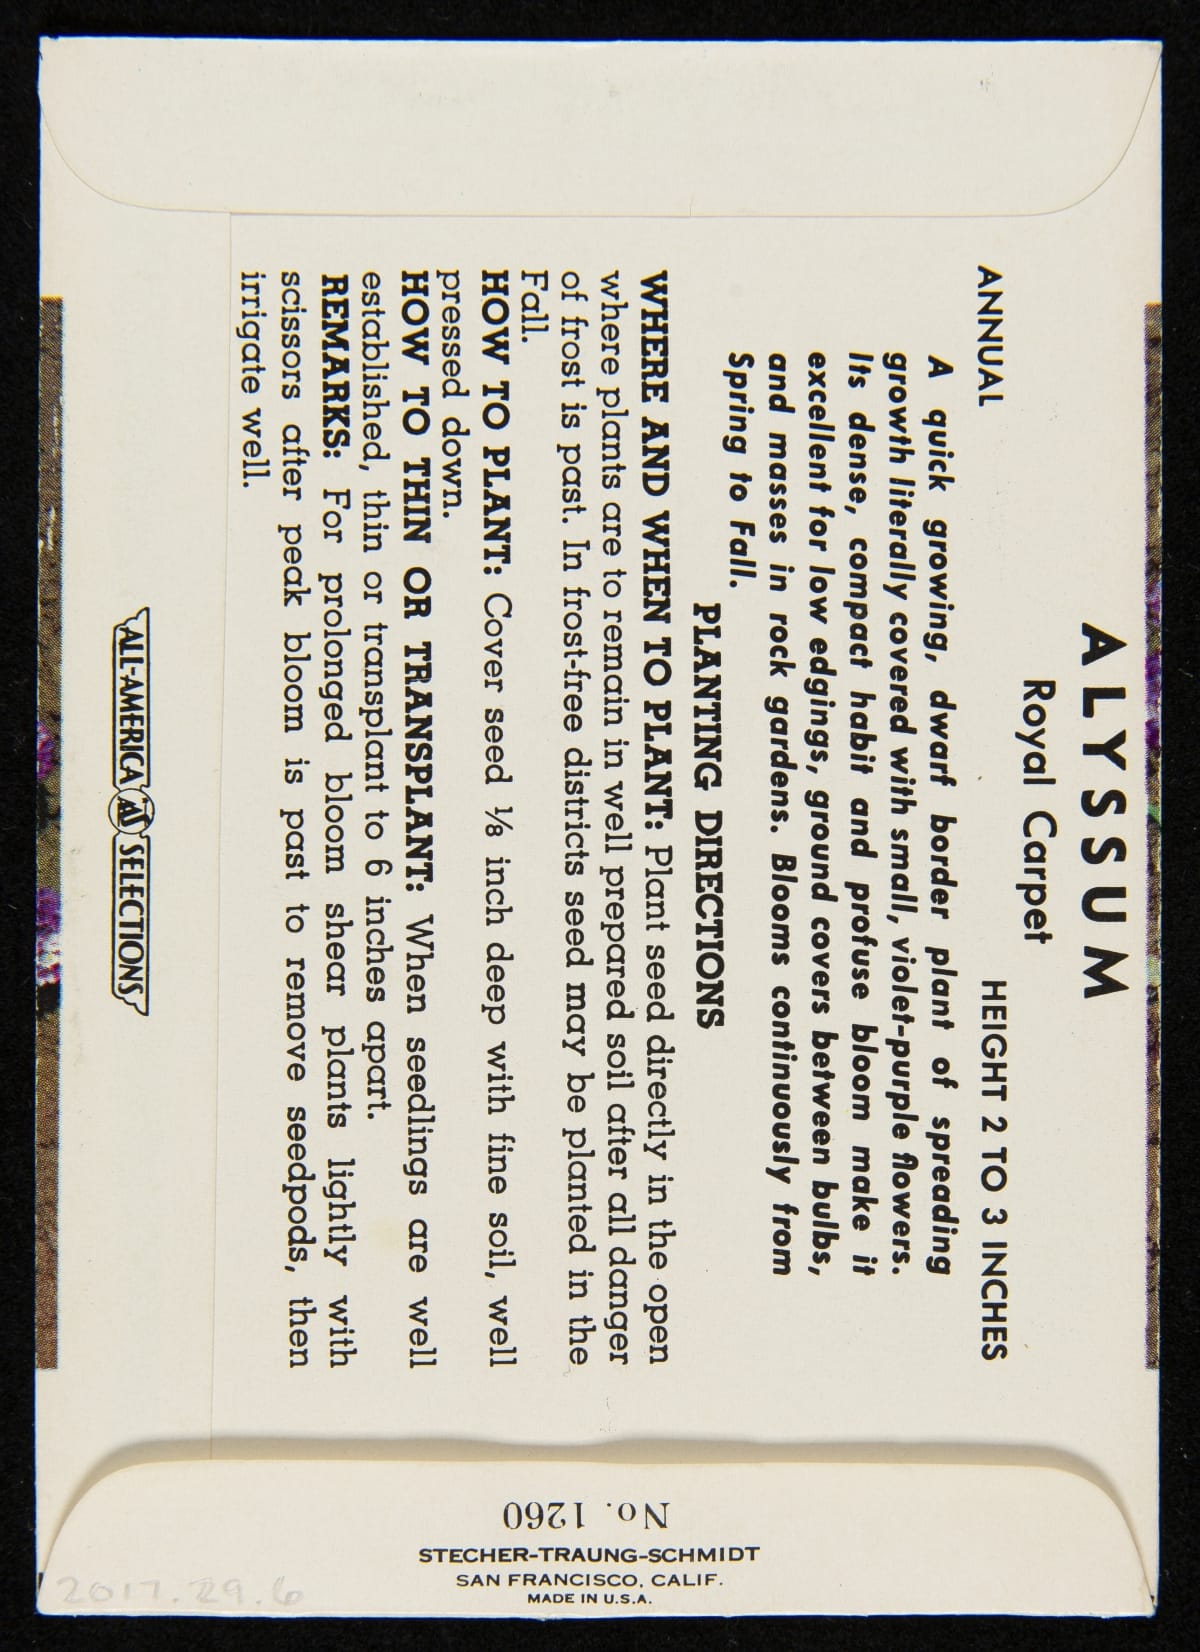 ALYSSUM
Royal Carpet
ANNUAL HEIGHT 2 TO 3 INCHES
A quick growing, dwarf border plant of spreading
growth literally covered with small, violet-purple flowers.
Its dense, compact habit and profuse bloom make it
excellent for low edgings, ground covers between bulbs,
and masses in rock gardens. Blooms continuously from
Spring to Fall.
PLANTING DIRECTIONS
WHERE AND WHEN TO PLANT: Plant seed directly in the open
where plants are to remain in well prepared soil after all danger
of frost is past. In frost-free districts seed may be planted in the
Fall.
HOW TO PLANT: Cover seed ⅛ inch deep with fine soil, well
pressed down.
HOW TO THIN OR TRANSPLANT: When seedlings are well
established, thin or transplant to 6 inches apart.
REMARKS: For prolonged bloom shear plants lightly with
scissors after peak bloom is past to remove seedpods, then
irrigate well.
ALL-AMERICA AAS SELECTIONS
No. 1260
STECHER-TRAUNG-SCHMIDT
SAN FRANCISCO, CALIF.
MADE IN U.S.A.
2017.29.6